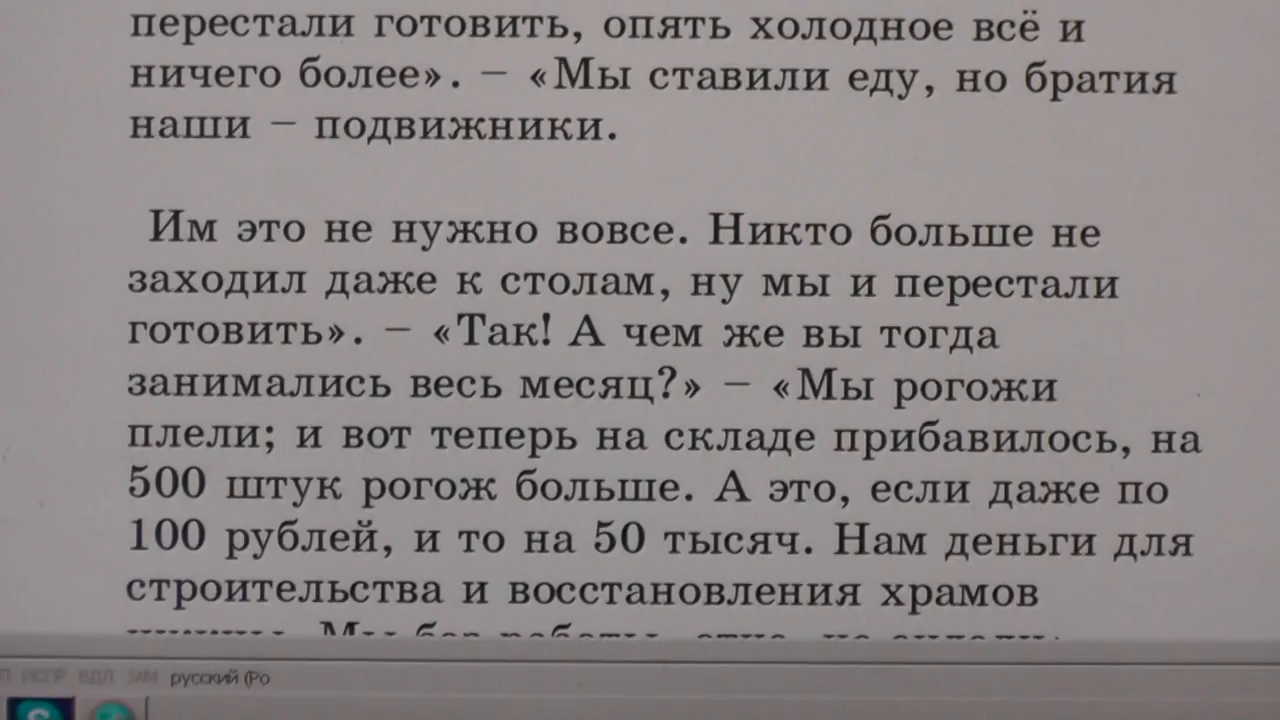 перестали готовить, опять холодное всё и
ничего более». – «Мы ставили еду, но братия
наши – подвижники.
Им это не нужно вовсе. Никто больше не
заходил даже к столам, ну мы и перестали
готовить». – «Так! А чем же вы тогда
занимались весь месяц?» – «Мы рогожи
плели; и вот теперь на складе прибавилось, на
500 штук рогож больше. А это, если даже по
100 рублей, и то на 50 тысяч. Нам деньги для
строительства и восстановления храмов
ИСПР ВДЛ ЗАМ русский (Ро